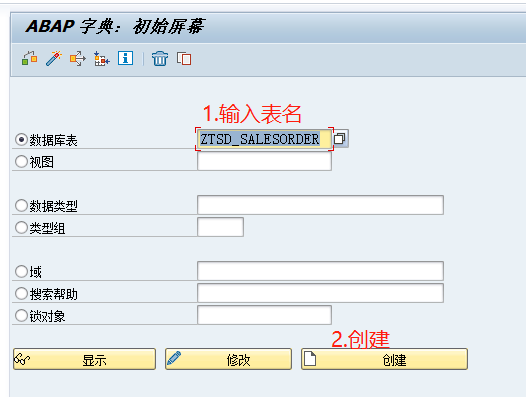 ABAP 字典: 初始屏幕
1.输入表名
数据库表 ZTSD_SALESORDER
视图
数据类型
类型组
域
搜索帮助
锁对象
2.创建
显示 修改 创建